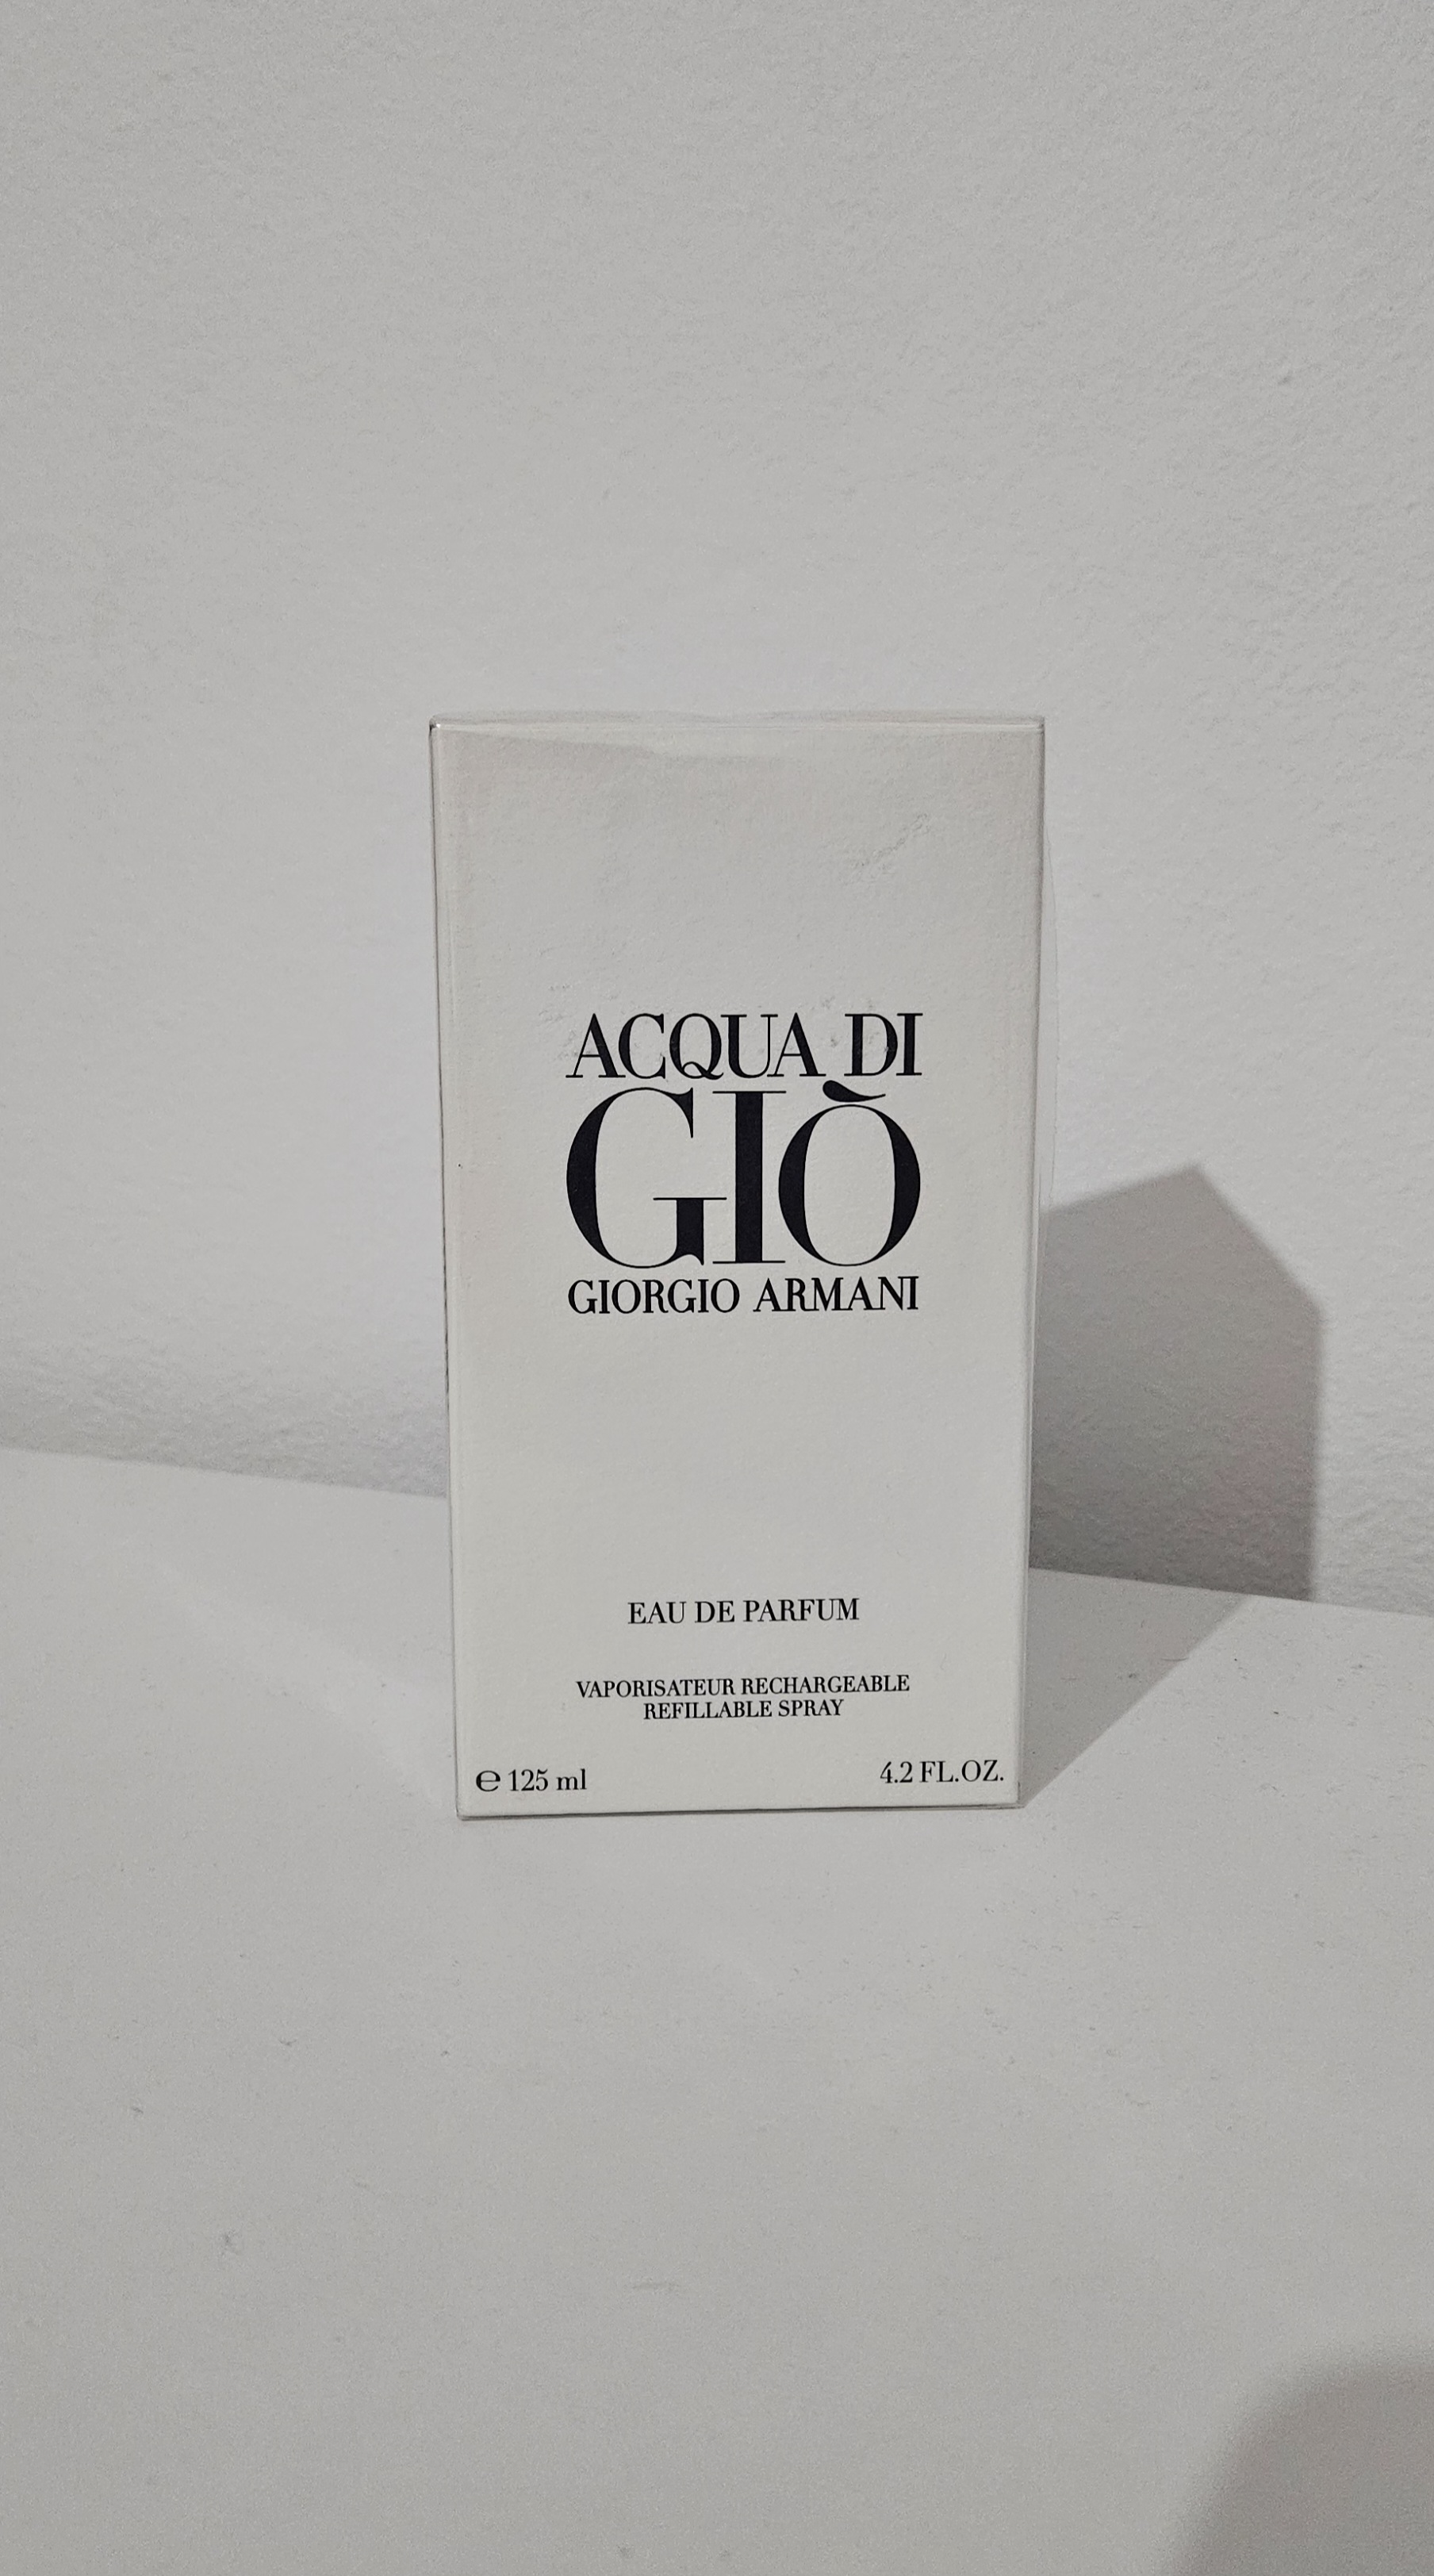 ACQUA DI
GIÒ
GIORGIO ARMANI
EAU DE PARFUM
VAPORISATEUR RECHARGEABLE
REFILLABLE SPRAY
℮ 125 ml 4.2 FL.OZ.